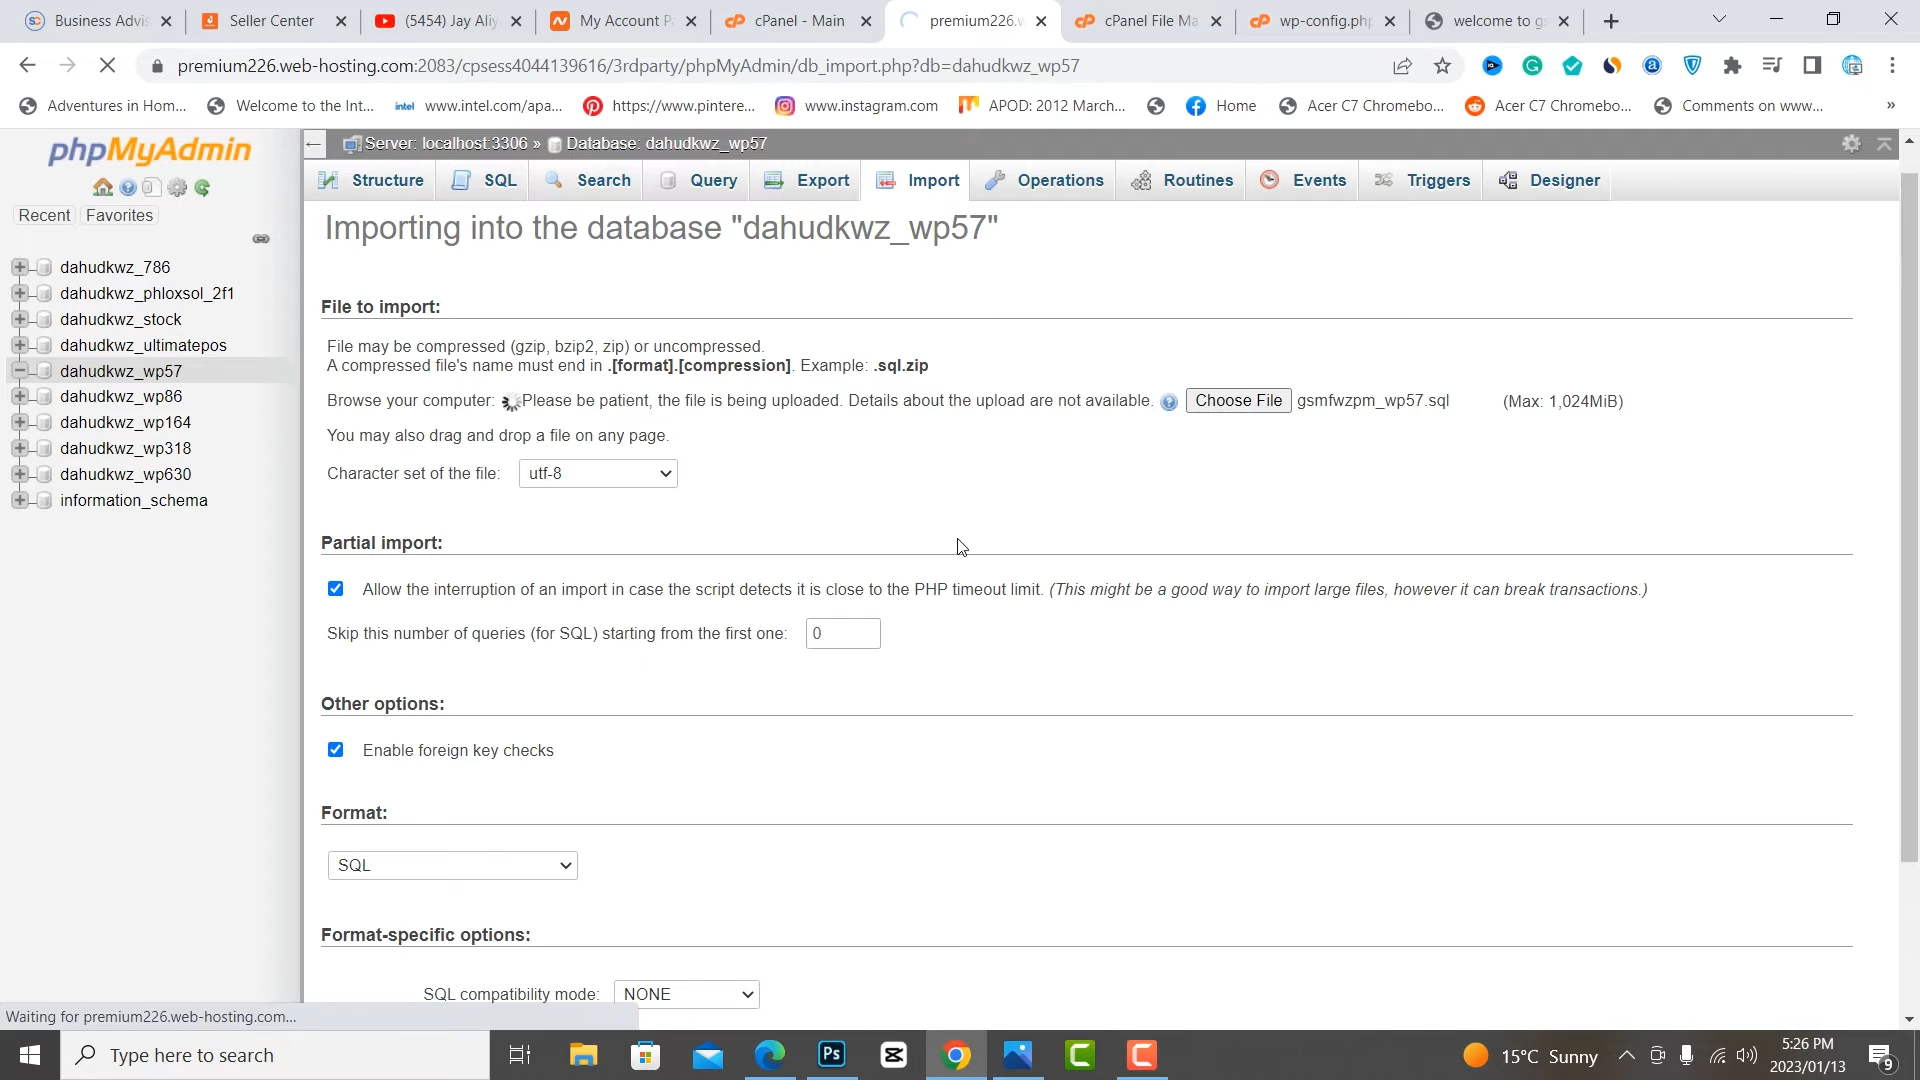 Business Advis
Seller Center
(5454) Jay Aliy
My Account P
cPanel - Main
premium226.w
cPanel File Ma
wp-config.php
welcome to gs
premium226.web-hosting.com:2083/cpsess4044139616/3rdparty/phpMyAdmin/db_import.php?db=dahudkwz_wp57
Adventures in Hom...
Welcome to the Int...
intel www.intel.com/apa...
https://www.pintere...
www.instagram.com
APOD: 2012 March...
Home
Acer C7 Chromebo...
Acer C7 Chromebo...
Comments on www...
»
phpMyAdmin
Recent Favorites
dahudkwz_786
dahudkwz_phloxsol_2f1
dahudkwz_stock
dahudkwz_ultimatepos
dahudkwz_wp57
dahudkwz_wp86
dahudkwz_wp164
dahudkwz_wp318
dahudkwz_wp630
information_schema
Server: localhost:3306 » Database: dahudkwz_wp57
Structure SQL Search Query Export Import Operations Routines Events Triggers Designer
Importing into the database "dahudkwz_wp57"
File to import:
File may be compressed (gzip, bzip2, zip) or uncompressed.
A compressed file's name must end in .[format].[compression]. Example: .sql.zip
Browse your computer: Please be patient, the file is being uploaded. Details about the upload are not available. Choose File gsmfwzpm_wp57.sql (Max: 1,024MiB)
You may also drag and drop a file on any page.
Character set of the file: utf-8
Partial import:
Allow the interruption of an import in case the script detects it is close to the PHP timeout limit. (This might be a good way to import large files, however it can break transactions.)
Skip this number of queries (for SQL) starting from the first one: 0
Other options:
Enable foreign key checks
Format:
SQL
Format-specific options:
SQL compatibility mode: NONE
Waiting for premium226.web-hosting.com...
Type here to search
Ps
15°C Sunny
5:26 PM
2023/01/13
9